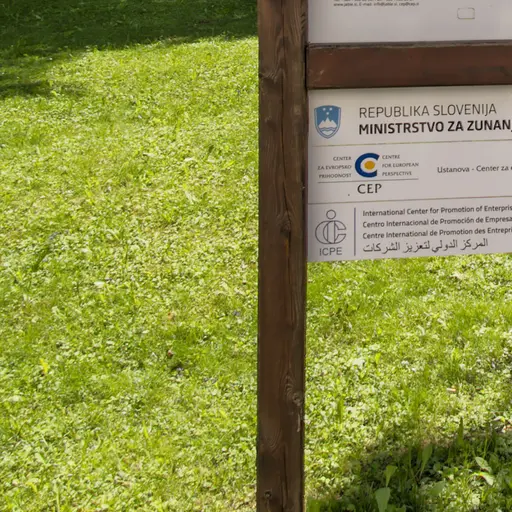 REPUBLIKA SLOVENIJA
MINISTRSTVO ZA ZUNAN
CENTER ZA EVROPSKO PRIHODNOST
CENTRE FOR EUROPEAN PERSPECTIVE
CEP
Ustanova - Center za
International Center for Promotion of Enterpris
Centro Internacional de Promoción de Empresa
Centre International de Promotion des Entrepri
المركز الدولي لتعزيز الشركات
ICPE